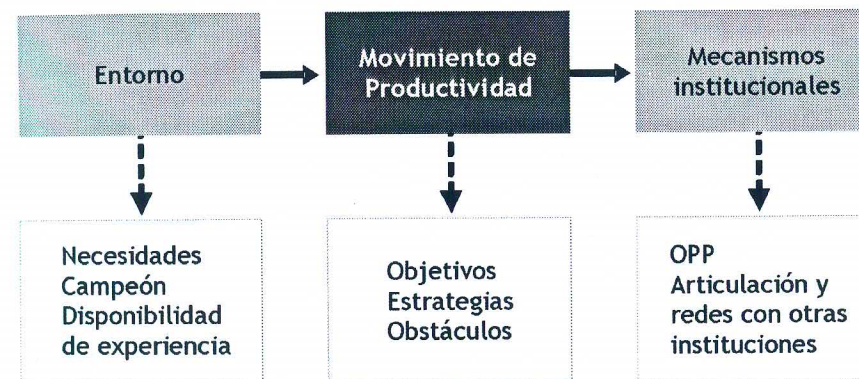 Entorno
Movimiento de
Productividad
Mecanismos
institucionales
Necesidades
Campeón
Disponibilidad
de experiencia
Objetivos
Estrategias
Obstáculos
OPP
Articulación y
redes con otras
instituciones